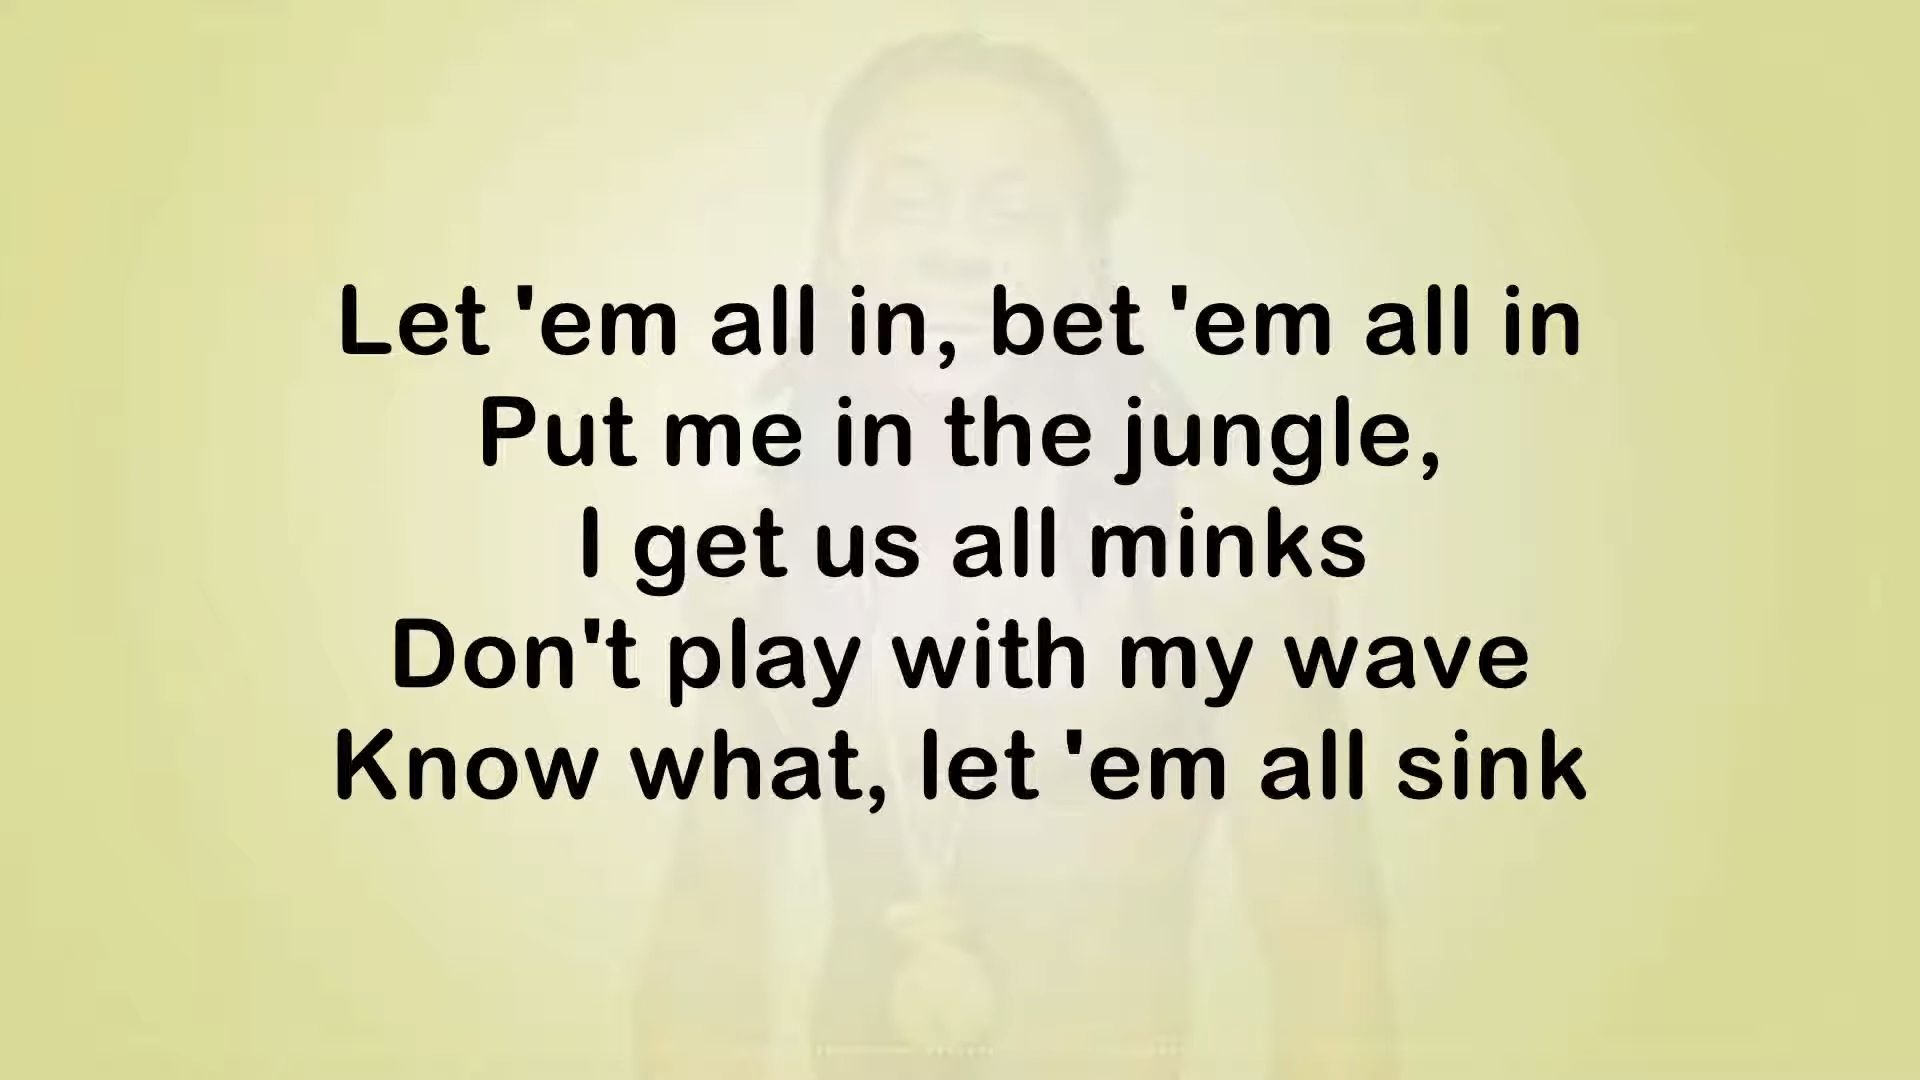 Let 'em all in, bet 'em all in
Put me in the jungle,
I get us all minks
Don't play with my wave
Know what, let 'em all sink